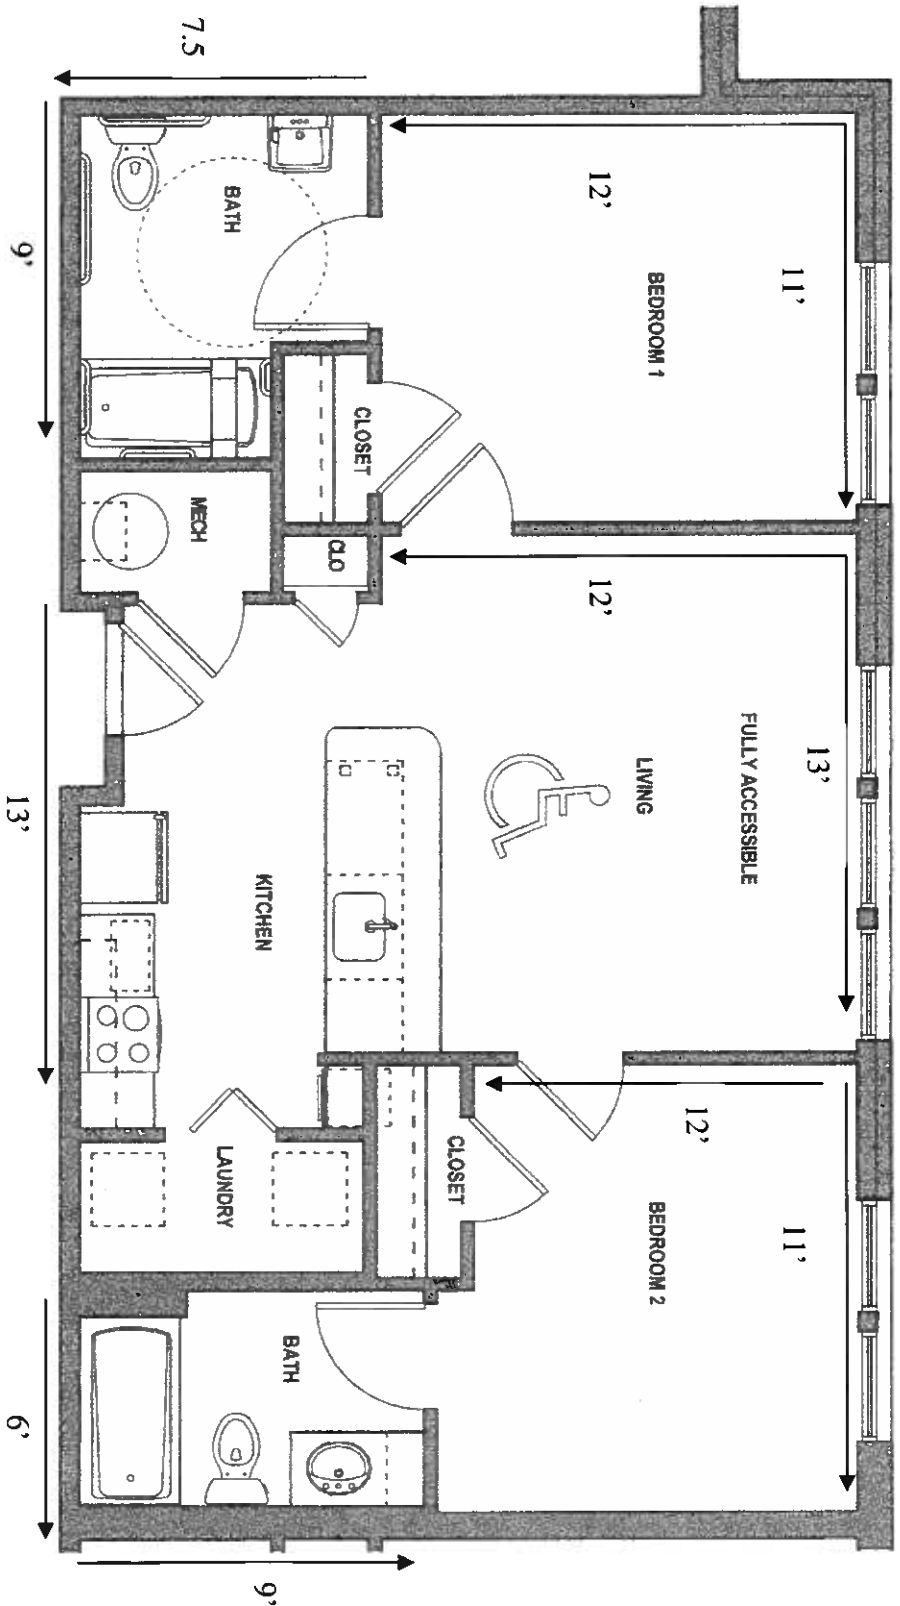 7.5
9'
BATH
12'
11'
BEDROOM 1
CLOSET
MECH
CLO
12'
13'
FULLY ACCESSIBLE
LIVING
KITCHEN
13'
12'
11'
CLOSET
LAUNDRY
BEDROOM 2
BATH
6'
9'